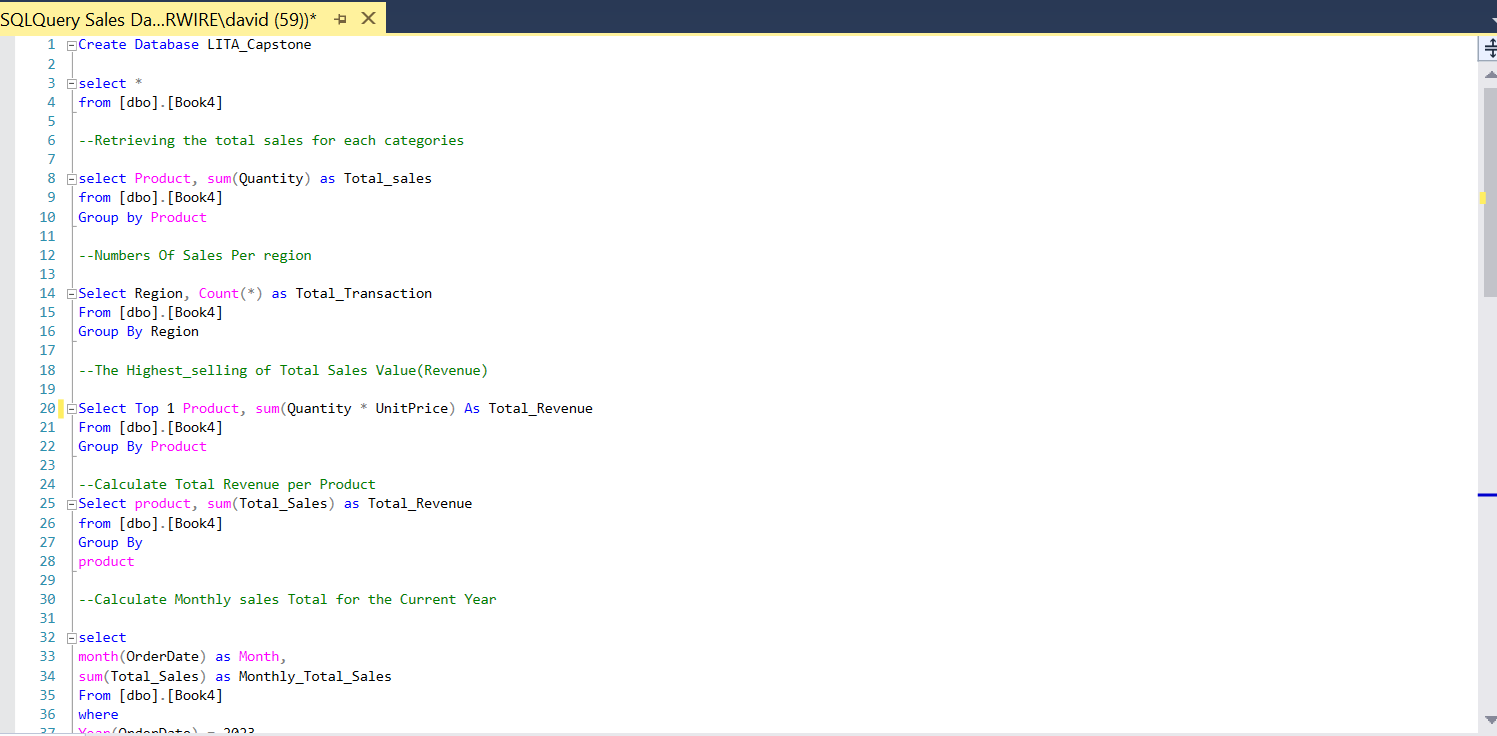 SQLQuery Sales Da...RWIRE\david (59))*
1 Create Database LITA_Capstone
2
3 select *
4 from [dbo].[Book4]
5
6 --Retrieving the total sales for each categories
7
8 select Product, sum(Quantity) as Total_sales
9 from [dbo].[Book4]
10 Group by Product
11
12 --Numbers Of Sales Per region
13
14 Select Region, Count(*) as Total_Transaction
15 From [dbo].[Book4]
16 Group By Region
17
18 --The Highest_selling of Total Sales Value(Revenue)
19
20 Select Top 1 Product, sum(Quantity * UnitPrice) As Total_Revenue
21 From [dbo].[Book4]
22 Group By Product
23
24 --Calculate Total Revenue per Product
25 Select product, sum(Total_Sales) as Total_Revenue
26 from [dbo].[Book4]
27 Group By
28 product
29
30 --Calculate Monthly sales Total for the Current Year
31
32 select
33 month(OrderDate) as Month,
34 sum(Total_Sales) as Monthly_Total_Sales
35 From [dbo].[Book4]
36 where
37 Year(OrderDate) = 2023